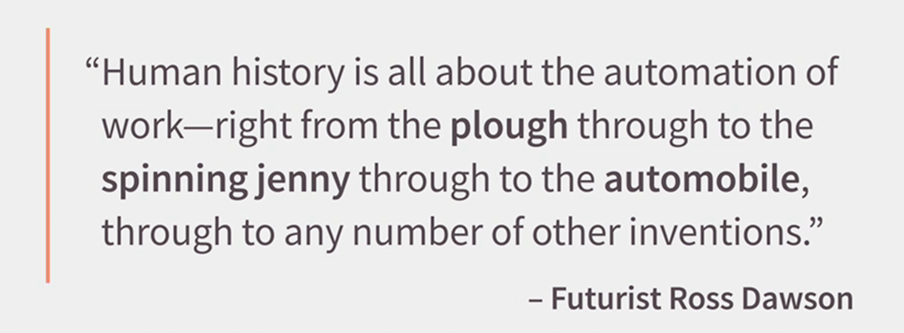 “Human history is all about the automation of
work—right from the plough through to the
spinning jenny through to the automobile,
through to any number of other inventions.”
– Futurist Ross Dawson